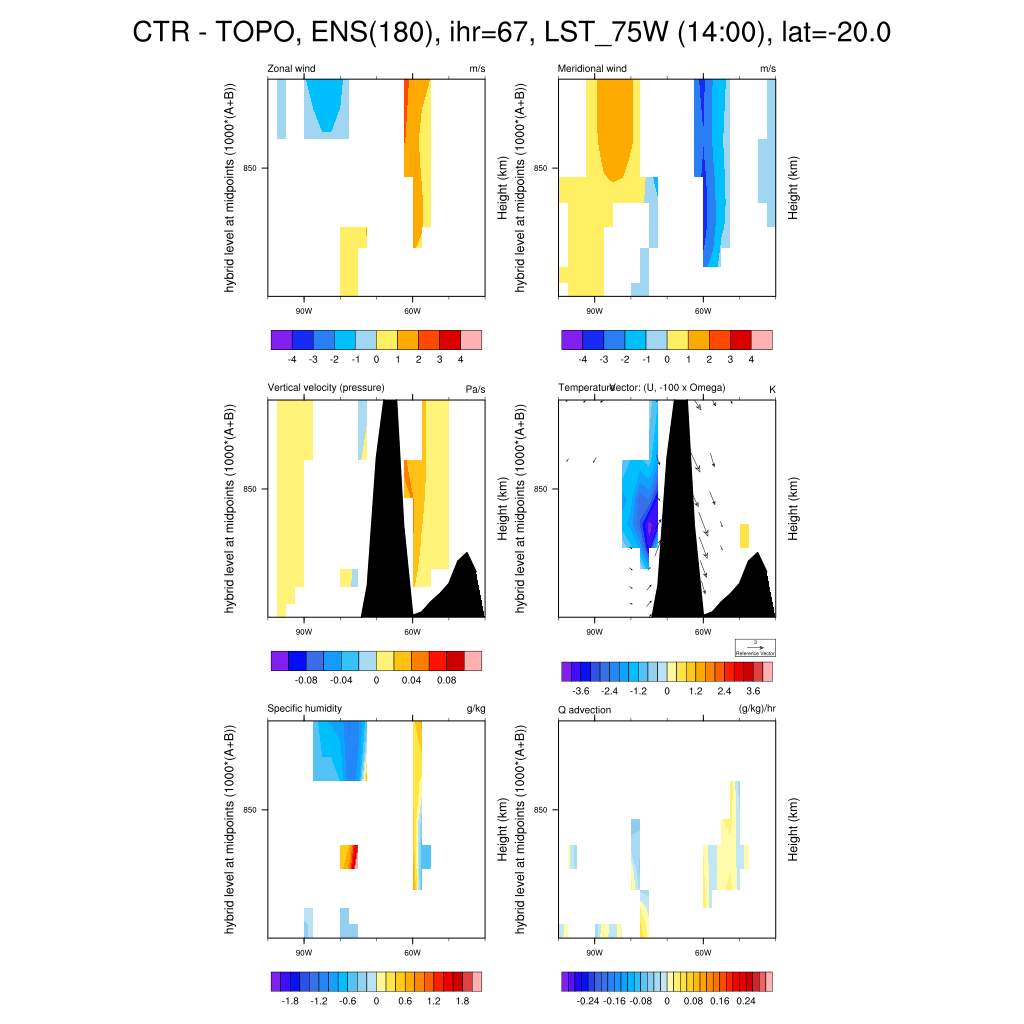 CTR - TOPO, ENS(180), ihr=67, LST_75W (14:00), lat=-20.0
Zonal wind m/s
hybrid level at midpoints (1000*(A+B))
850
Height (km)
90W 60W
-4 -3 -2 -1 0 1 2 3 4
Meridional wind m/s
hybrid level at midpoints (1000*(A+B))
850
Height (km)
90W 60W
-4 -3 -2 -1 0 1 2 3 4
Vertical velocity (pressure) Pa/s
hybrid level at midpoints (1000*(A+B))
850
Height (km)
90W 60W
-0.08 -0.04 0 0.04 0.08
Temperature Vector: (U, -100 x Omega) K
hybrid level at midpoints (1000*(A+B))
850
Height (km)
90W 60W
3
Reference Vector
-3.6 -2.4 -1.2 0 1.2 2.4 3.6
Specific humidity g/kg
hybrid level at midpoints (1000*(A+B))
850
Height (km)
90W 60W
-1.8 -1.2 -0.6 0 0.6 1.2 1.8
Q advection (g/kg)/hr
hybrid level at midpoints (1000*(A+B))
850
Height (km)
90W 60W
-0.24 -0.16 -0.08 0 0.08 0.16 0.24